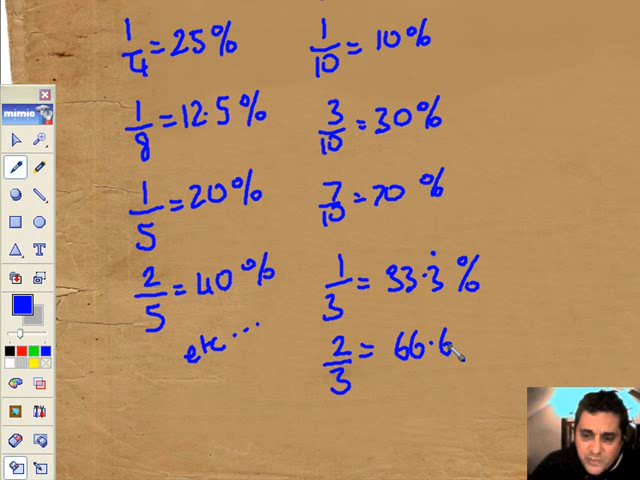 1/4 = 25%
1/8 = 12·5%
1/5 = 20%
2/5 = 40%
etc ...
1/10 = 10%
3/10 = 30%
7/10 = 70%
1/3 = 33·3̇%
2/3 = 66·6
mimio
A
T